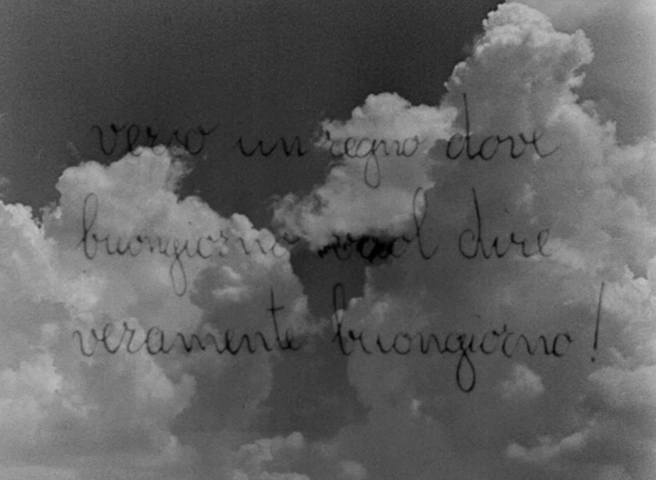 verso un regno dove
buongiorno vuol dire
veramente buongiorno!